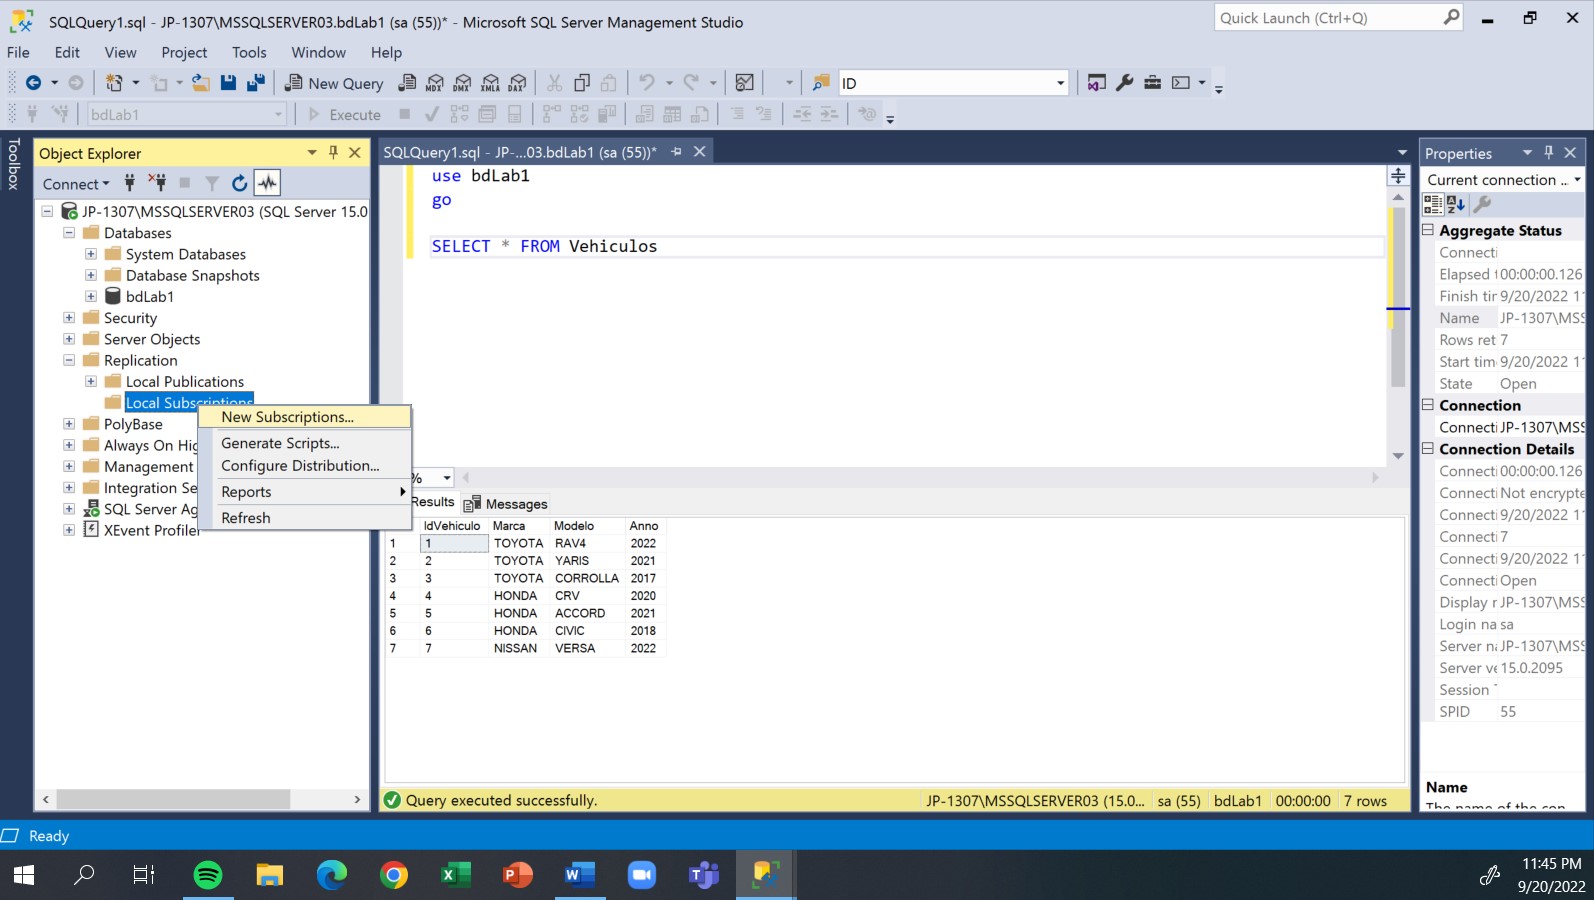 SQLQuery1.sql - JP-1307\MSSQLSERVER03.bdLab1 (sa (55))* - Microsoft SQL Server Management Studio
Quick Launch (Ctrl+Q)
File Edit View Project Tools Window Help
New Query MDX DMX XMLA DAX ID
bdLab1 Execute
Toolbox
Object Explorer
Connect
JP-1307\MSSQLSERVER03 (SQL Server 15.0
Databases
System Databases
Database Snapshots
bdLab1
Security
Server Objects
Replication
Local Publications
Local Subscriptions
PolyBase
Always On Hig
Management
Integration Se
SQL Server Ag
XEvent Profiler
New Subscriptions...
Generate Scripts...
Configure Distribution...
Reports
Refresh
SQLQuery1.sql - JP-...03.bdLab1 (sa (55))*
use bdLab1
go
SELECT * FROM Vehiculos
%
Results Messages
IdVehiculo Marca Modelo Anno
1 1 TOYOTA RAV4 2022
2 2 TOYOTA YARIS 2021
3 3 TOYOTA CORROLLA 2017
4 4 HONDA CRV 2020
5 5 HONDA ACCORD 2021
6 6 HONDA CIVIC 2018
7 7 NISSAN VERSA 2022
Query executed successfully. JP-1307\MSSQLSERVER03 (15.0... sa (55) bdLab1 00:00:00 7 rows
Properties
Current connection ...
Aggregate Status
Connecti
Elapsed t 00:00:00.126
Finish tir 9/20/2022 1
Name JP-1307\MSS
Rows ret 7
Start tim 9/20/2022 1
State Open
Connection
Connecti JP-1307\MSS
Connection Details
Connecti 00:00:00.126
Connecti Not encrypte
Connecti 9/20/2022 1
Connecti 7
Connecti 9/20/2022 1
Connecti Open
Display r JP-1307\MSS
Login na sa
Server n JP-1307\MSS
Server ve 15.0.2095
Session
SPID 55
Name
The name of the con
Ready
11:45 PM
9/20/2022